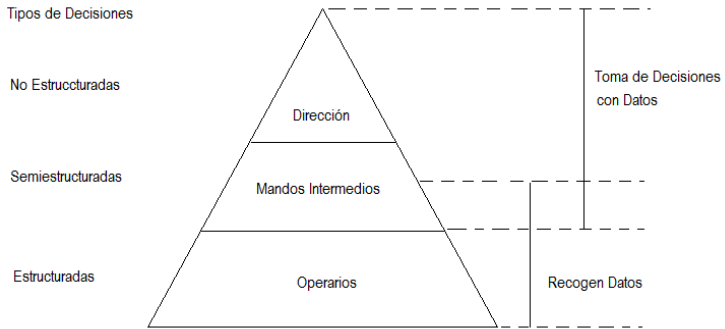 Tipos de Decisiones
No Estruccturadas
Toma de Decisiones
con Datos
Dirección
Semiestructuradas
Mandos Intermedios
Estructuradas
Operarios
Recogen Datos